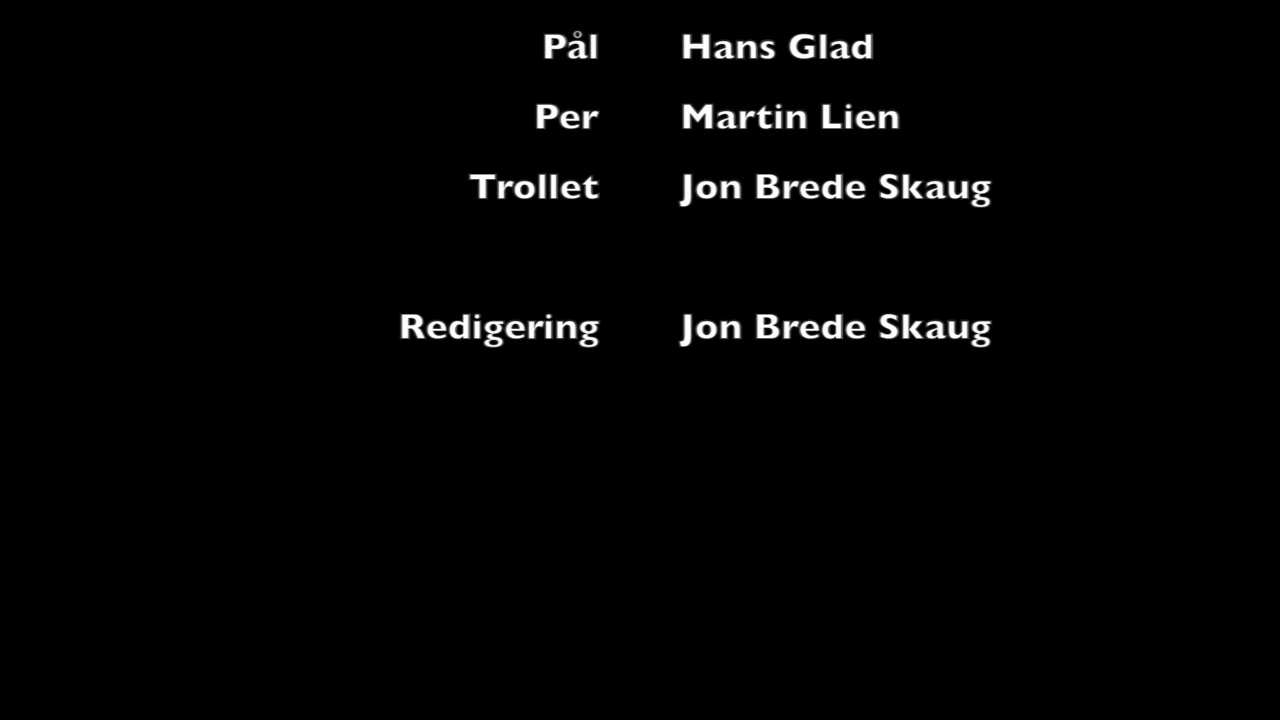 Pål Hans Glad
Per Martin Lien
Trollet Jon Brede Skaug
Redigering Jon Brede Skaug